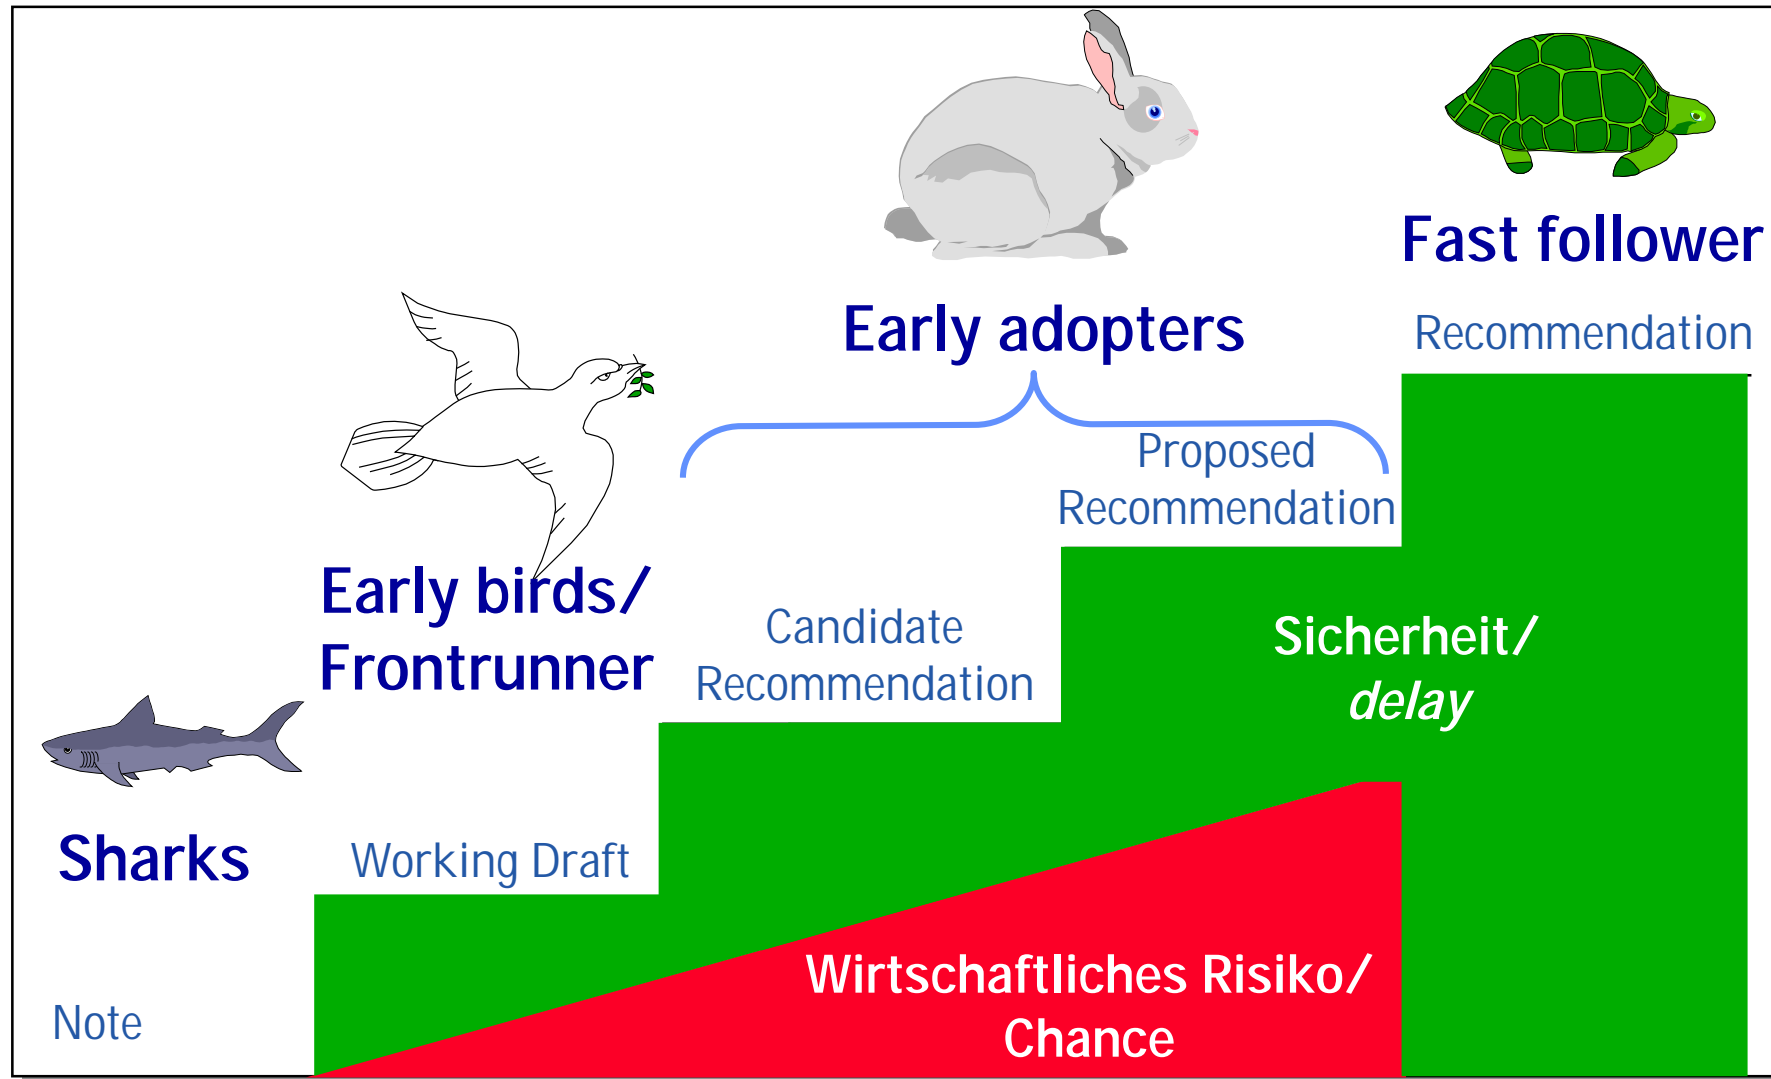 Fast follower
Recommendation
Early adopters
Proposed
Recommendation
Candidate
Recommendation
Early birds/
Frontrunner
Working Draft
Sharks
Note
Sicherheit/
delay
Wirtschaftliches Risiko/
Chance